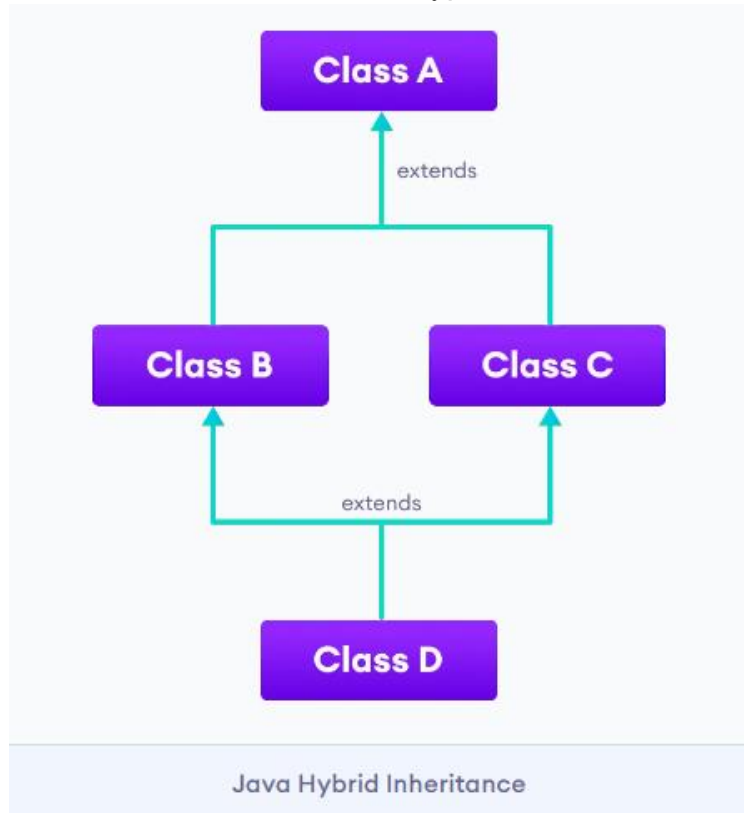 Class A
extends
Class B
Class C
extends
Class D
Java Hybrid Inheritance